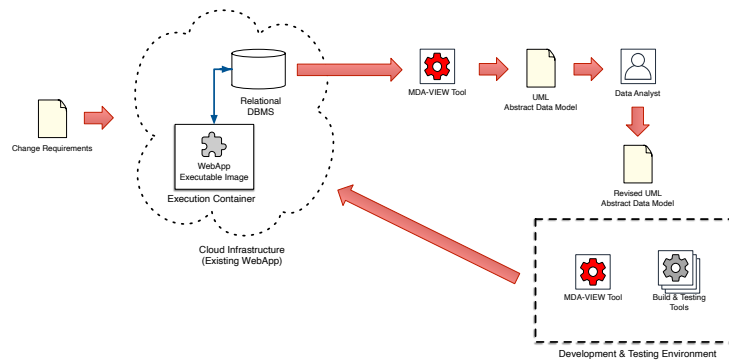 Change Requirements
Relational
DBMS
WebApp
Executable Image
Execution Container
Cloud Infrastructure
(Existing WebApp)
MDA-VIEW Tool
UML
Abstract Data Model
Data Analyst
Revised UML
Abstract Data Model
MDA-VIEW Tool
Build & Testing
Tools
Development & Testing Environment